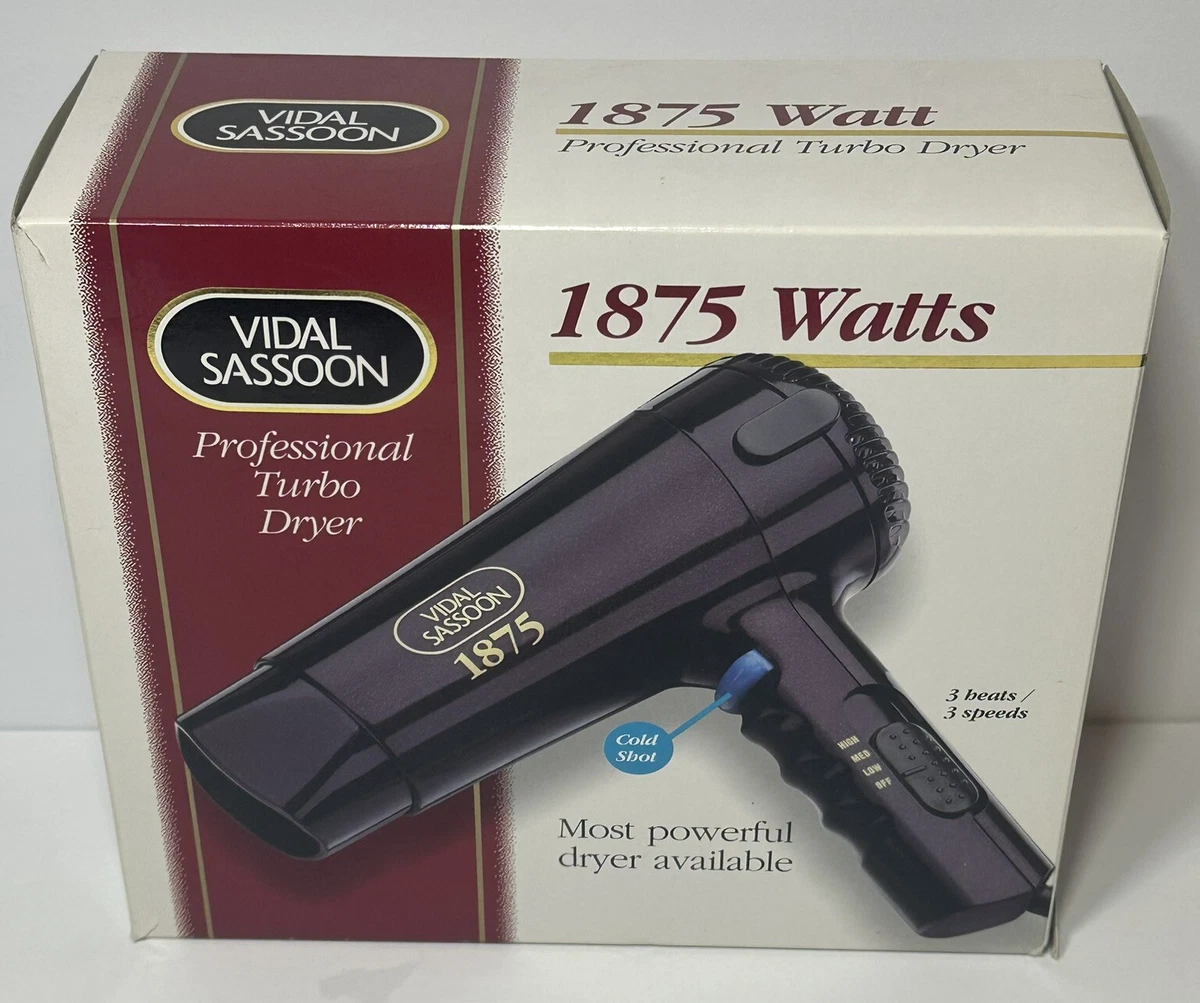 VIDAL
SASSOON
1875 Watt
Professional Turbo Dryer
VIDAL
SASSOON
Professional
Turbo
Dryer
1875 Watts
VIDAL
SASSOON
1875
Cold
Shot
3 heats /
3 speeds
HIGH
MED
LOW
OFF
Most powerful
dryer available